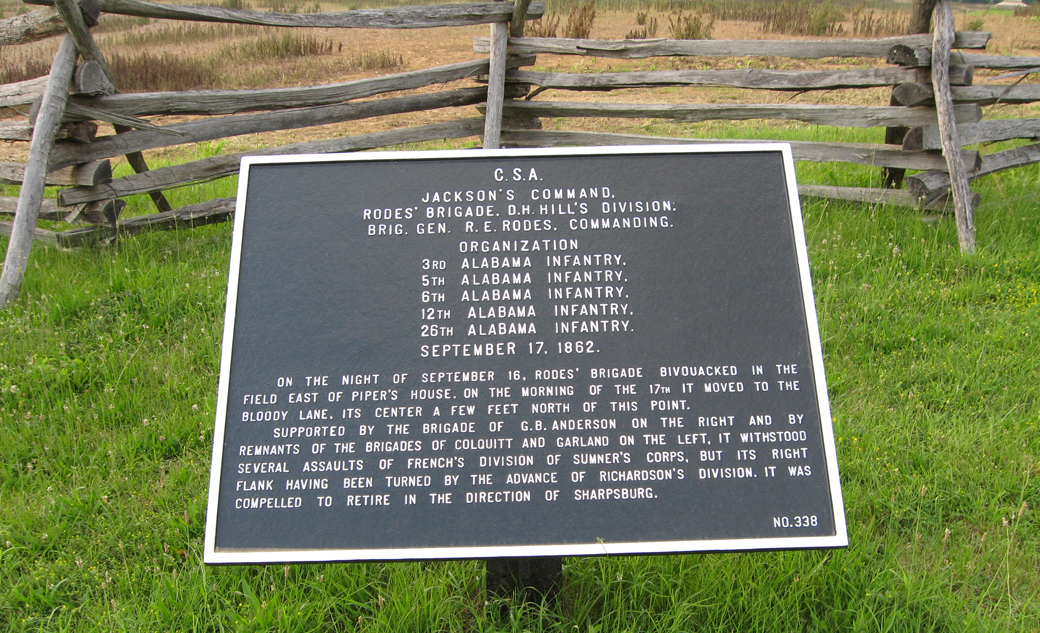 C.S.A.
JACKSON'S COMMAND,
RODES' BRIGADE, D.H. HILL'S DIVISION.
BRIG. GEN. R.E. RODES, COMMANDING.
ORGANIZATION
3RD ALABAMA INFANTRY,
5TH ALABAMA INFANTRY,
6TH ALABAMA INFANTRY,
12TH ALABAMA INFANTRY,
26TH ALABAMA INFANTRY.
SEPTEMBER 17, 1862.
ON THE NIGHT OF SEPTEMBER 16, RODES' BRIGADE BIVOUACKED IN THE
FIELD EAST OF PIPER'S HOUSE. ON THE MORNING OF THE 17TH IT MOVED TO THE
BLOODY LANE, ITS CENTER A FEW FEET NORTH OF THIS POINT.
SUPPORTED BY THE BRIGADE OF G.B. ANDERSON ON THE RIGHT AND BY
REMNANTS OF THE BRIGADES OF COLQUITT AND GARLAND ON THE LEFT, IT WITHSTOOD
SEVERAL ASSAULTS OF FRENCH'S DIVISION OF SUMNER'S CORPS, BUT ITS RIGHT
FLANK HAVING BEEN TURNED BY THE ADVANCE OF RICHARDSON'S DIVISION. IT WAS
COMPELLED TO RETIRE IN THE DIRECTION OF SHARPSBURG.
NO.338